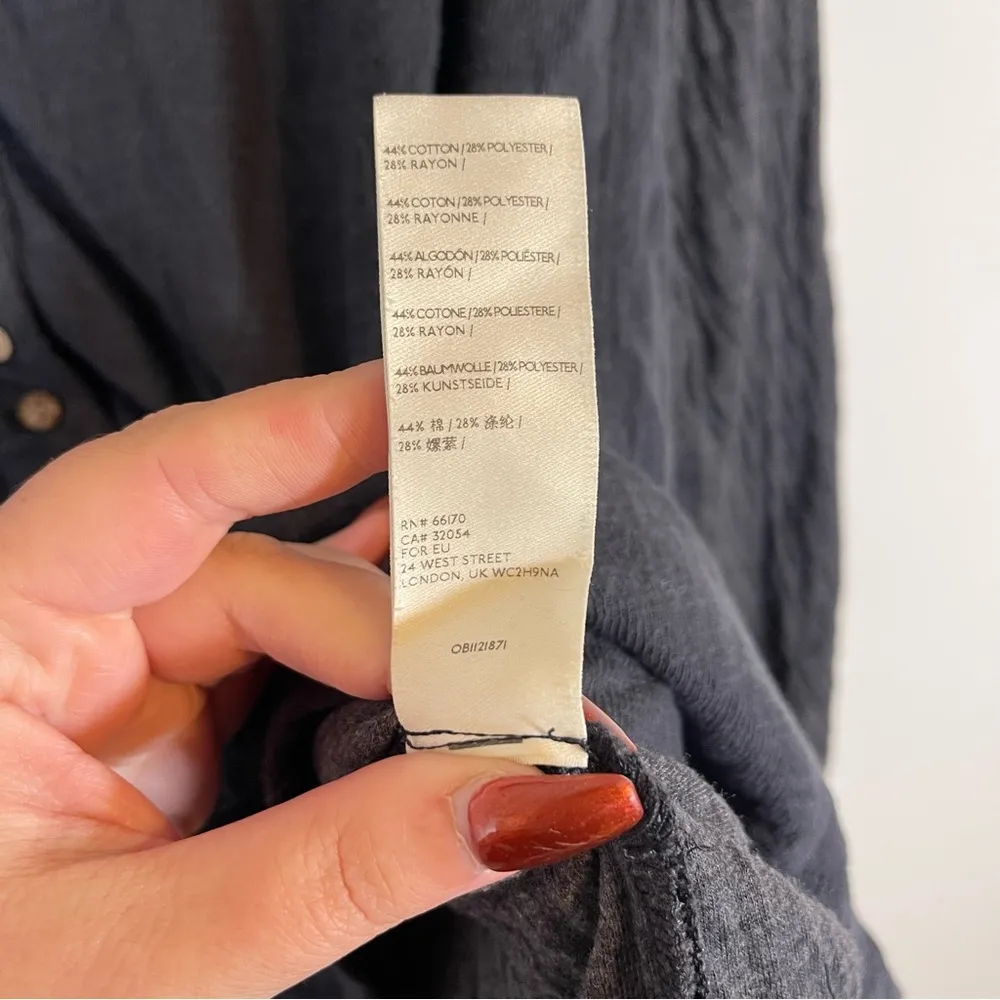 44% COTTON / 28% POLYESTER /
28% RAYON /
44% COTON / 28% POLYESTER /
28% RAYONNE /
44% ALGODÓN / 28% POLIÉSTER /
28% RAYÓN /
44% COTONE / 28% POLIESTERE /
28% RAYON /
44% BAUMWOLLE / 28% POLYESTER /
28% KUNSTSEIDE /
44% 棉 / 28% 涤纶 /
28% 嫘萦 /
RN# 66170
CA# 32054
FOR EU
24 WEST STREET
LONDON, UK WC2H9NA
OB1121871